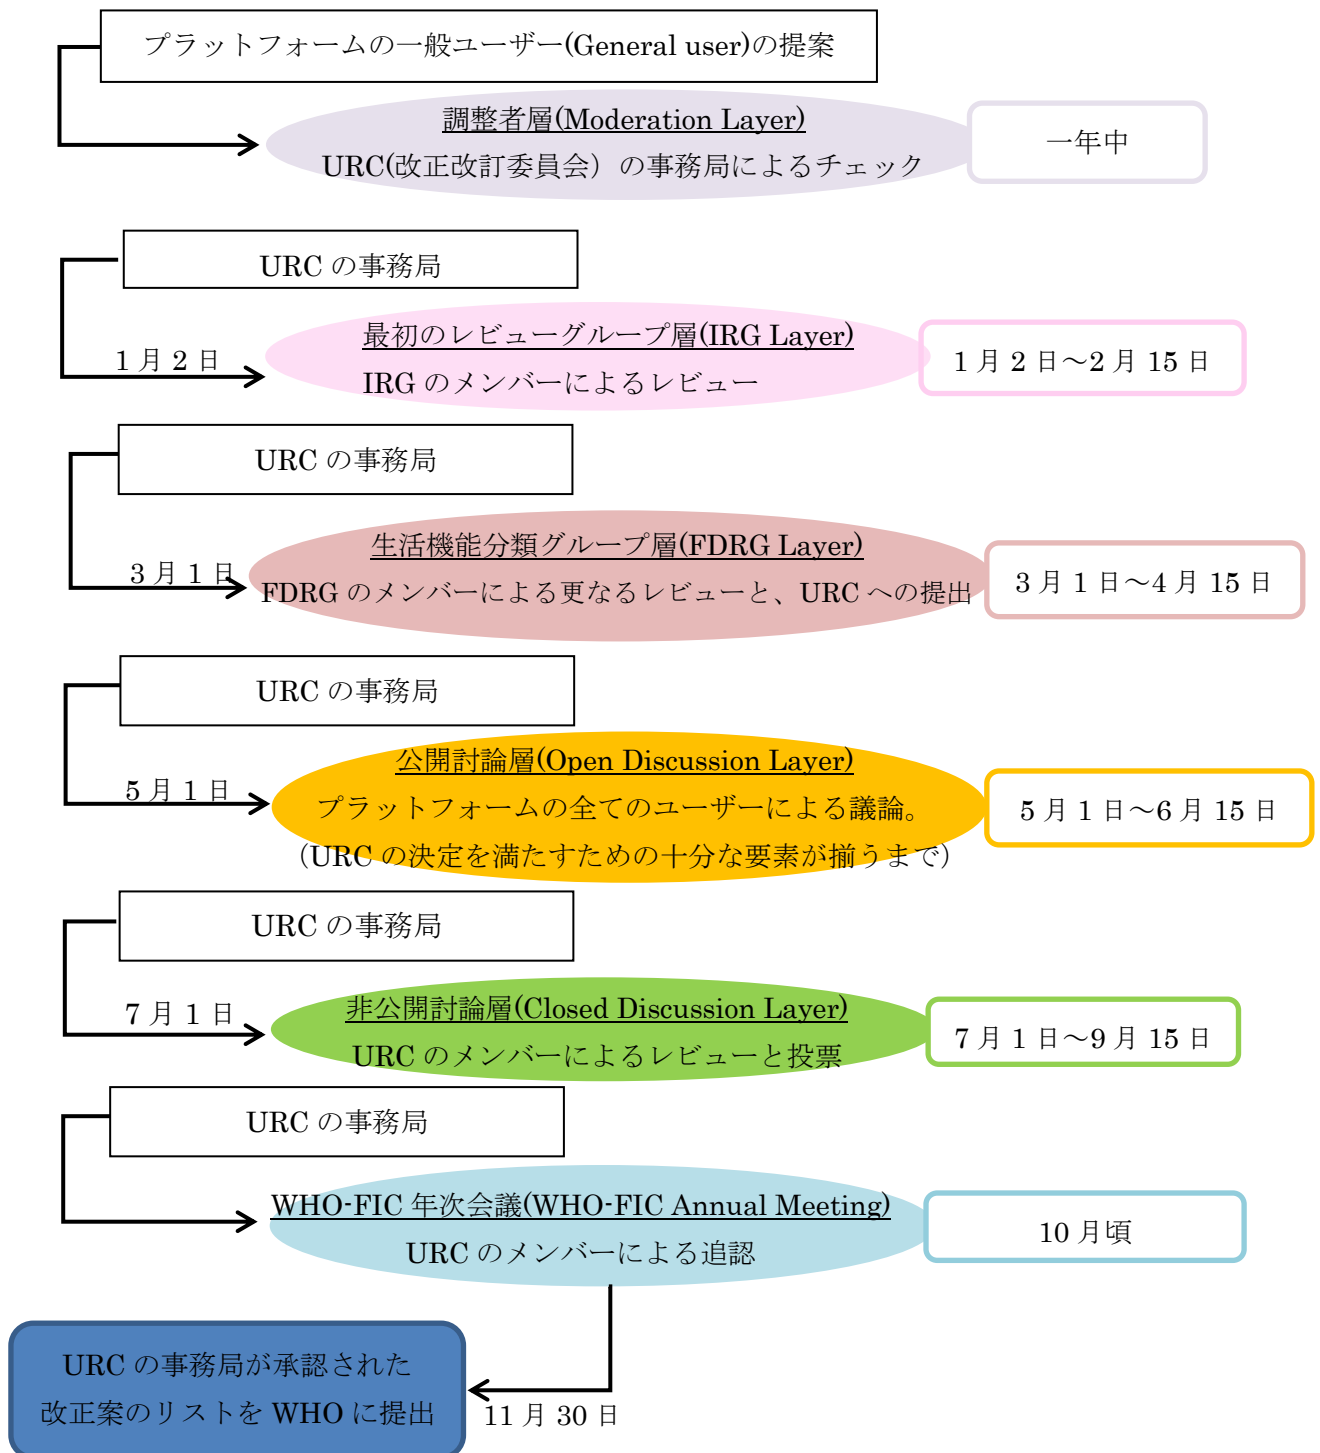 プラットフォームの一般ユーザー(General user)の提案
調整者層(Moderation Layer)
URC(改正改訂委員会）の事務局によるチェック
一年中
URC の事務局
1 月 2 日
最初のレビューグループ層(IRG Layer)
IRG のメンバーによるレビュー
1 月 2 日～2 月 15 日
URC の事務局
3 月 1 日
生活機能分類グループ層(FDRG Layer)
FDRG のメンバーによる更なるレビューと、URC への提出
3 月 1 日～4 月 15 日
URC の事務局
5 月 1 日
公開討論層(Open Discussion Layer)
プラットフォームの全てのユーザーによる議論。
（URC の決定を満たすための十分な要素が揃うまで）
5 月 1 日～6 月 15 日
URC の事務局
7 月 1 日
非公開討論層(Closed Discussion Layer)
URC のメンバーによるレビューと投票
7 月 1 日～9 月 15 日
URC の事務局
WHO-FIC 年次会議(WHO-FIC Annual Meeting)
URC のメンバーによる追認
10 月頃
URC の事務局が承認された
改正案のリストを WHO に提出
11 月 30 日